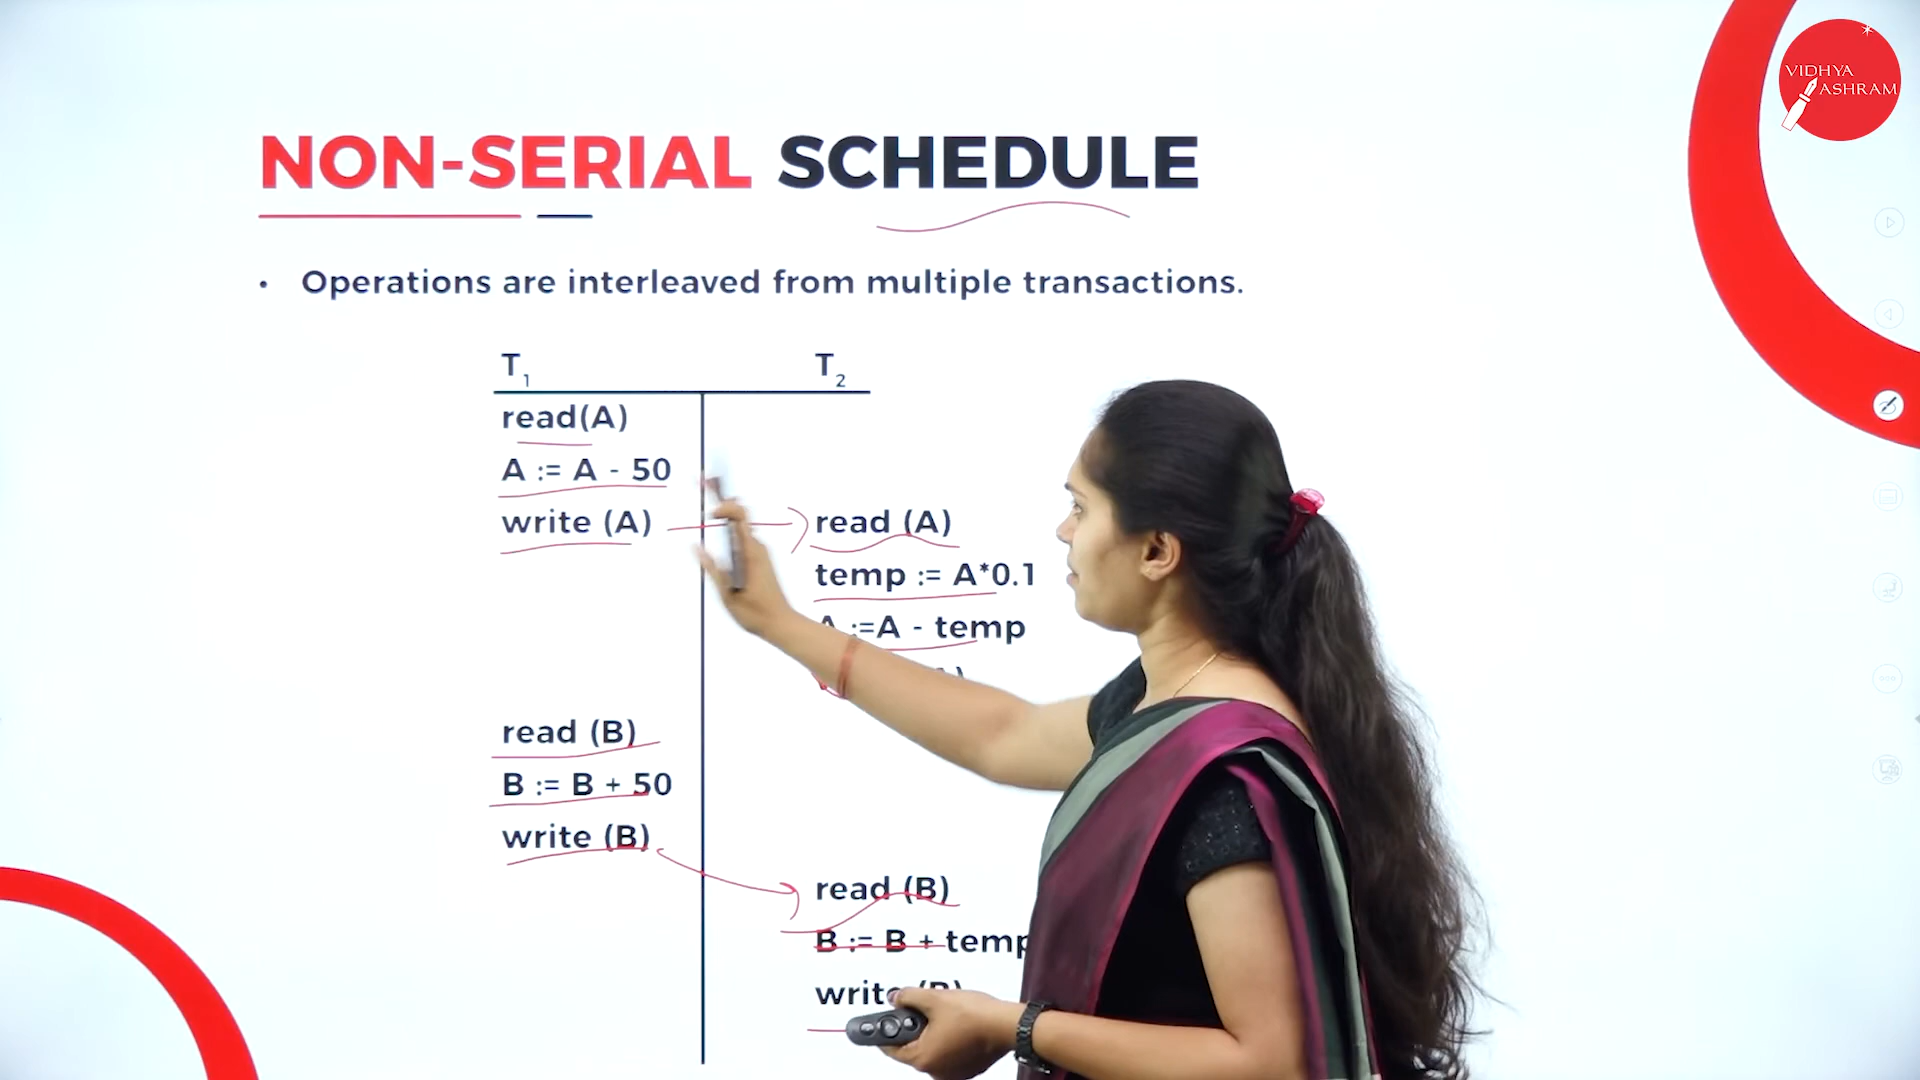 VIDHYA
ASHRAM
NON-SERIAL SCHEDULE
• Operations are interleaved from multiple transactions.
T1 T2
read(A)
A := A - 50
write (A) read (A)
temp := A*0.1
A :=A - temp
read (B)
B := B + 50
write (B)
read (B)
B := B + temp
write (B)